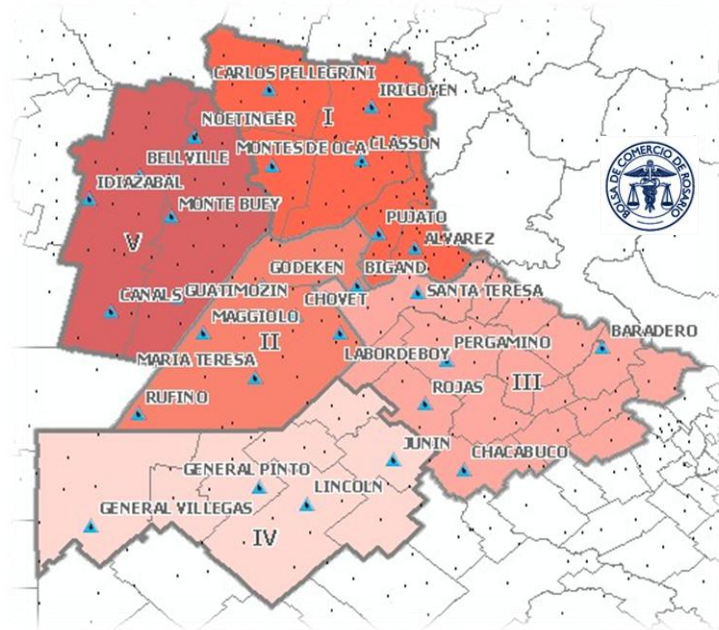 CARLOS PELLEGRINI
IRIGOYEN
I
NOETINGER
MONTES DE OCA
CLASSON
BELLVILLE
IDIAZABAL
MONTE BUEY
PUJATO
V
ALVAREZ
GODEKEN
BIGAND
CANALS
GUATIMOZIN
CHOVET
SANTA TERESA
MAGGIOLO
II
BARADERO
MARIA TERESA
LABORDEBOY
PERGAMINO
III
RUFINO
ROJAS
JUNIN
CHACABUCO
GENERAL PINTO
LINCOLN
GENERAL VILLEGAS
IV
BOLSA DE COMERCIO DE ROSARIO